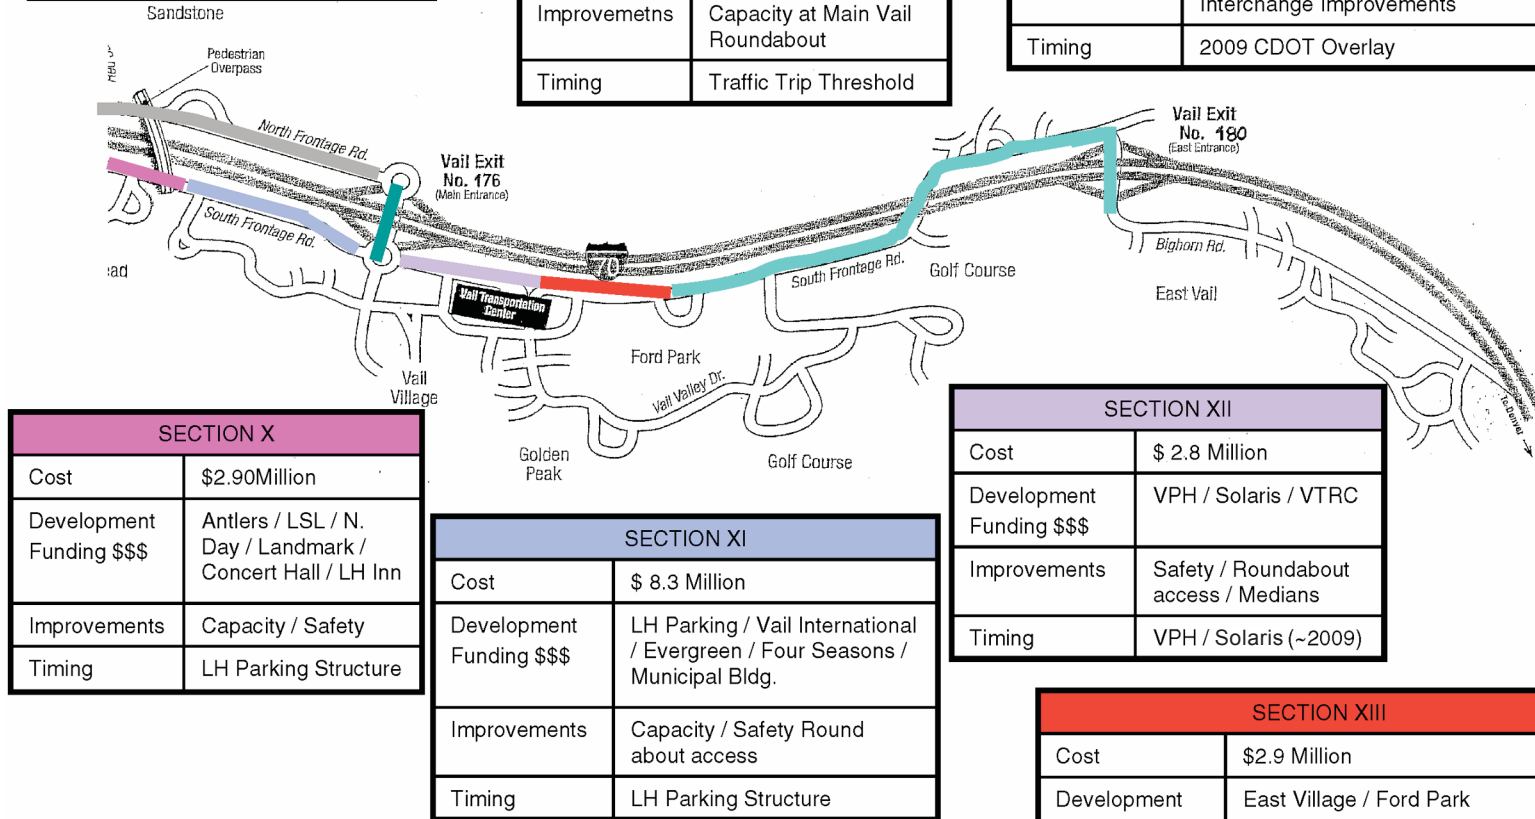 Sandstone
Improvemetns
Capacity at Main Vail
Roundabout
Timing
Traffic Trip Threshold
Interchange Improvements
Timing
2009 CDOT Overlay
Pedestrian
Overpass
North Frontage Rd.
Vail Exit
No. 176
(Main Entrance)
Vail Exit
No. 180
(East Entrance)
South Frontage Rd.
ead
70
South Frontage Rd.
Golf Course
Bighorn Rd.
East Vail
Vail Transportation
Center
Ford Park
Vail
Village
Vail Valley Dr.
Golden
Peak
Golf Course
To Denver
SECTION X
Cost
$2.90Million
Development
Funding $$$
Antlers / LSL / N.
Day / Landmark /
Concert Hall / LH Inn
Improvements
Capacity / Safety
Timing
LH Parking Structure
SECTION XI
Cost
$ 8.3 Million
Development
Funding $$$
LH Parking / Vail International
/ Evergreen / Four Seasons /
Municipal Bldg.
Improvements
Capacity / Safety Round
about access
Timing
LH Parking Structure
SECTION XII
Cost
$ 2.8 Million
Development
Funding $$$
VPH / Solaris / VTRC
Improvements
Safety / Roundabout
access / Medians
Timing
VPH / Solaris (~2009)
SECTION XIII
Cost
$2.9 Million
Development
East Village / Ford Park